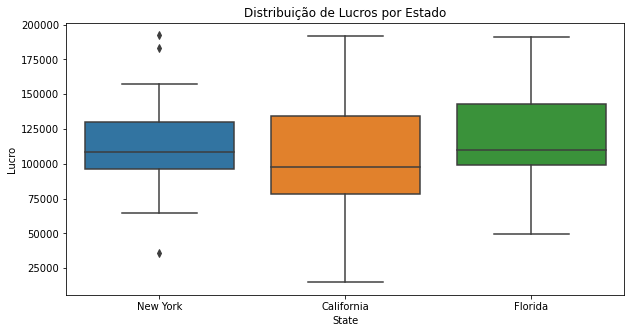 Distribuição de Lucros por Estado
200000
175000
150000
125000
100000
75000
50000
25000
Lucro
New York
California
Florida
State